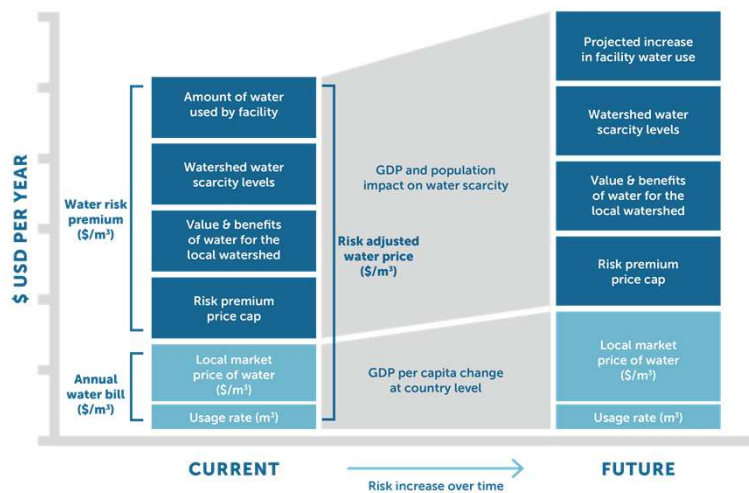 $ USD PER YEAR
Water risk
premium
($/m³)
Annual
water bill
($/m³)
Amount of water
used by facility
Watershed water
scarcity levels
Value & benefits
of water for the
local watershed
Risk premium
price cap
Local market
price of water
($/m³)
Usage rate (m³)
Risk adjusted
water price
($/m³)
GDP and population
impact on water scarcity
GDP per capita change
at country level
Projected increase
in facility water use
Watershed water
scarcity levels
Value & benefits
of water for the
local watershed
Risk premium
price cap
Local market
price of water
($/m³)
Usage rate (m³)
CURRENT
Risk increase over time
FUTURE